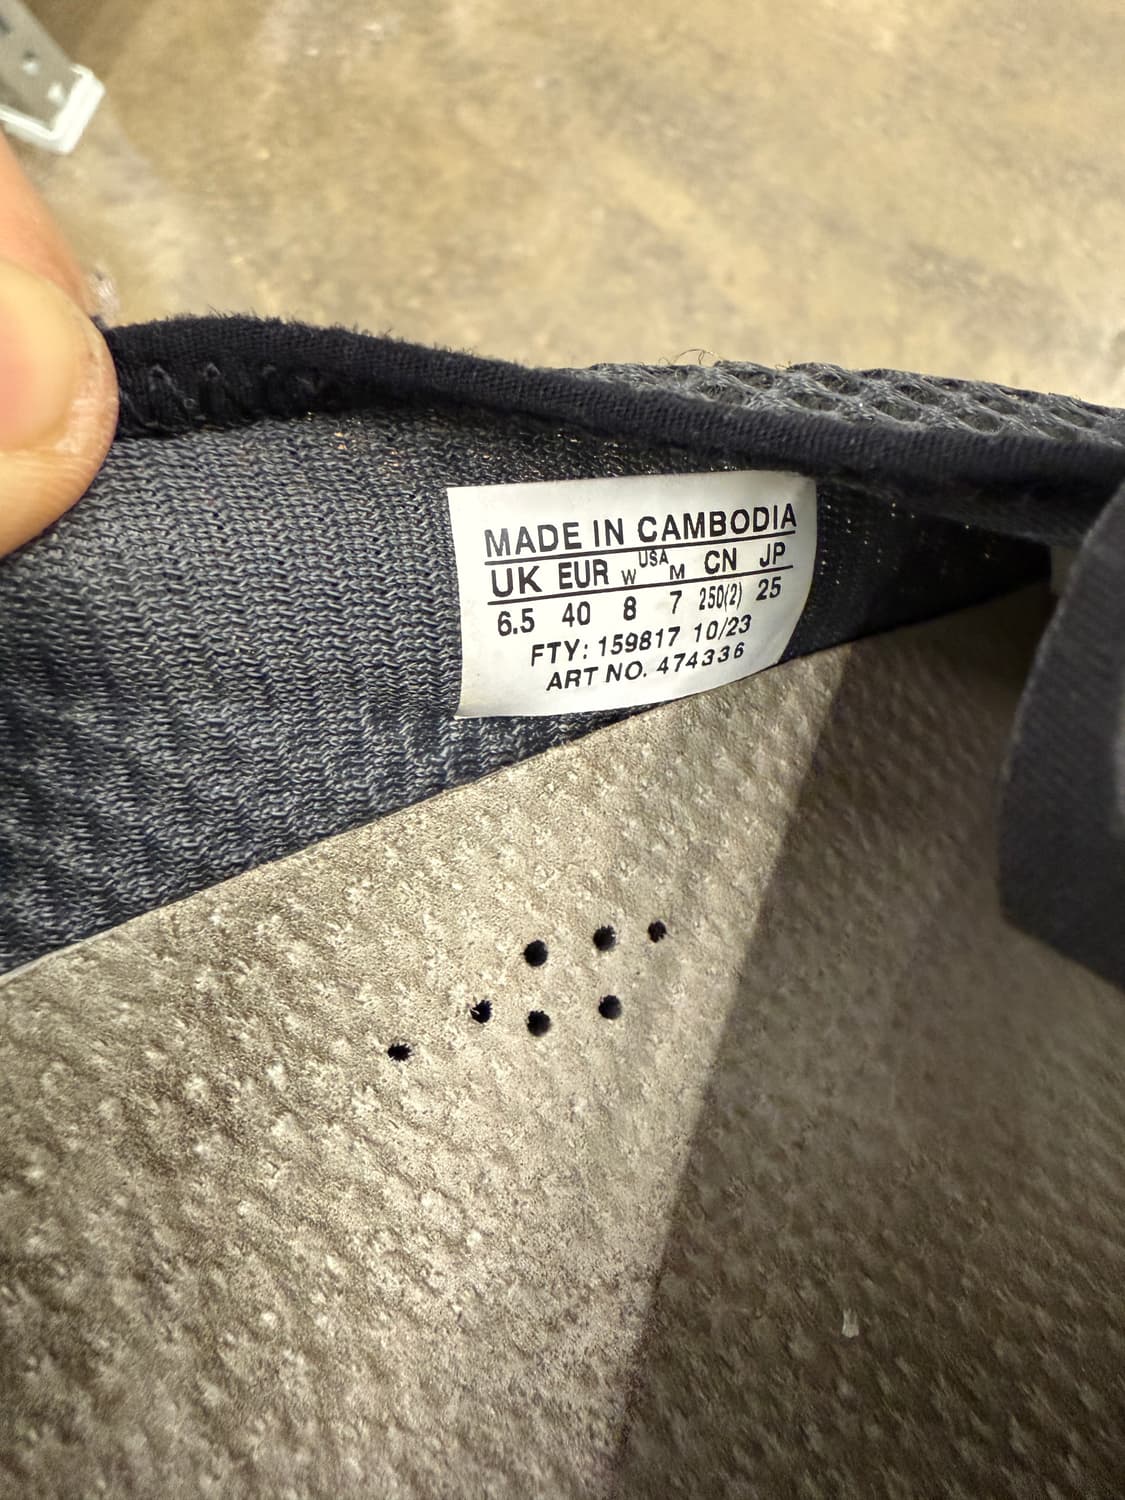 MADE IN CAMBODIA
UK EUR W USA M CN JP
6.5 40 8 7 250(2) 25
FTY: 159817 10/23
ART NO. 474336